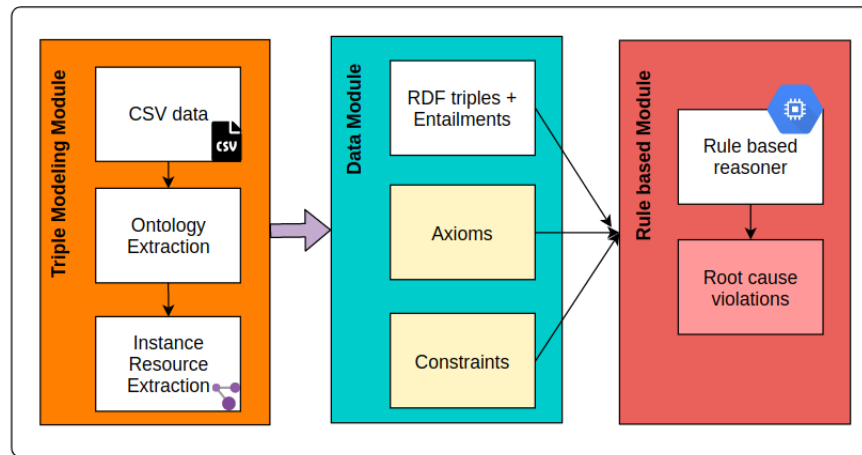 Triple Modeling Module
CSV data
CSV
Ontology
Extraction
Instance
Resource
Extraction
Data Module
RDF triples +
Entailments
Axioms
Constraints
Rule based Module
Rule based
reasoner
Root cause
violations